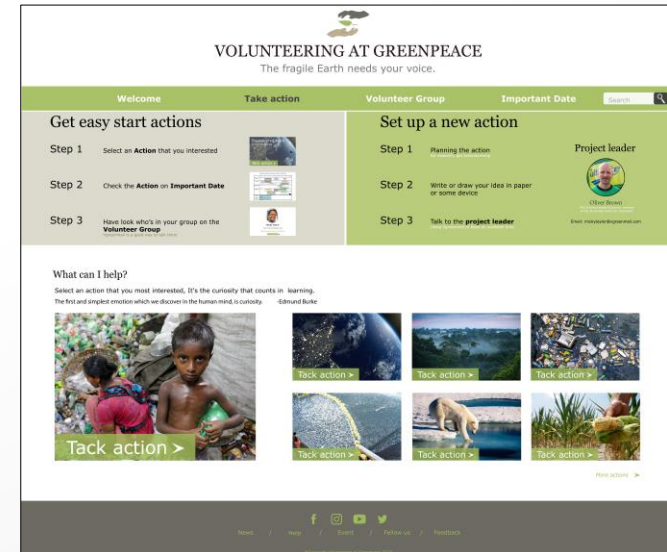 VOLUNTEERING AT GREENPEACE
The fragile Earth needs your voice.
Welcome
Take action
Volunteer Group
Important Date
Search
Get easy start actions
Step 1
Select an Action that you interested
Tack action >
Step 2
Check the Action on Important Date
Step 3
Have look who's in your group on the
Volunteer Group
Set up a new action
Step 1
Planning the action
Step 2
Write or draw your idea in paper
or some device
Step 3
Talk to the project leader
Project leader
Oliver Brown
What can I help?
Select an action that you most interested, It's the curiosity that counts in learning.
The first and simplest emotion which we discover in the human mind, is curiosity. -Edmund Burke
Tack action >
Tack action >
Tack action >
Tack action >
Tack action >
Tack action >
Tack action >
More actions >
News / Help / Event / Follow us / Feedback